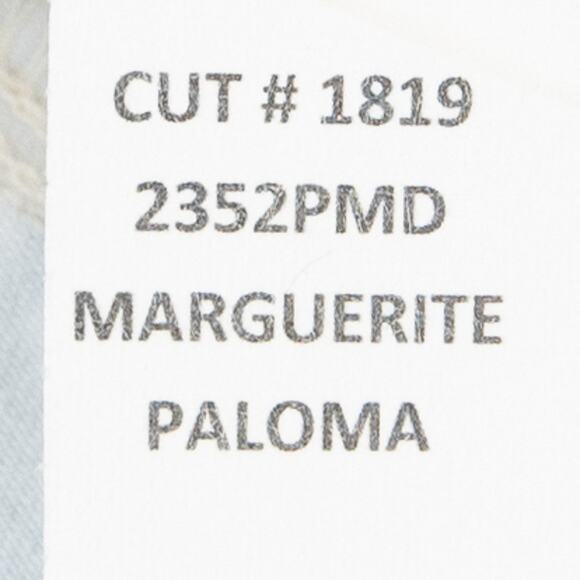 CUT # 1819
2352PMD
MARGUERITE
PALOMA